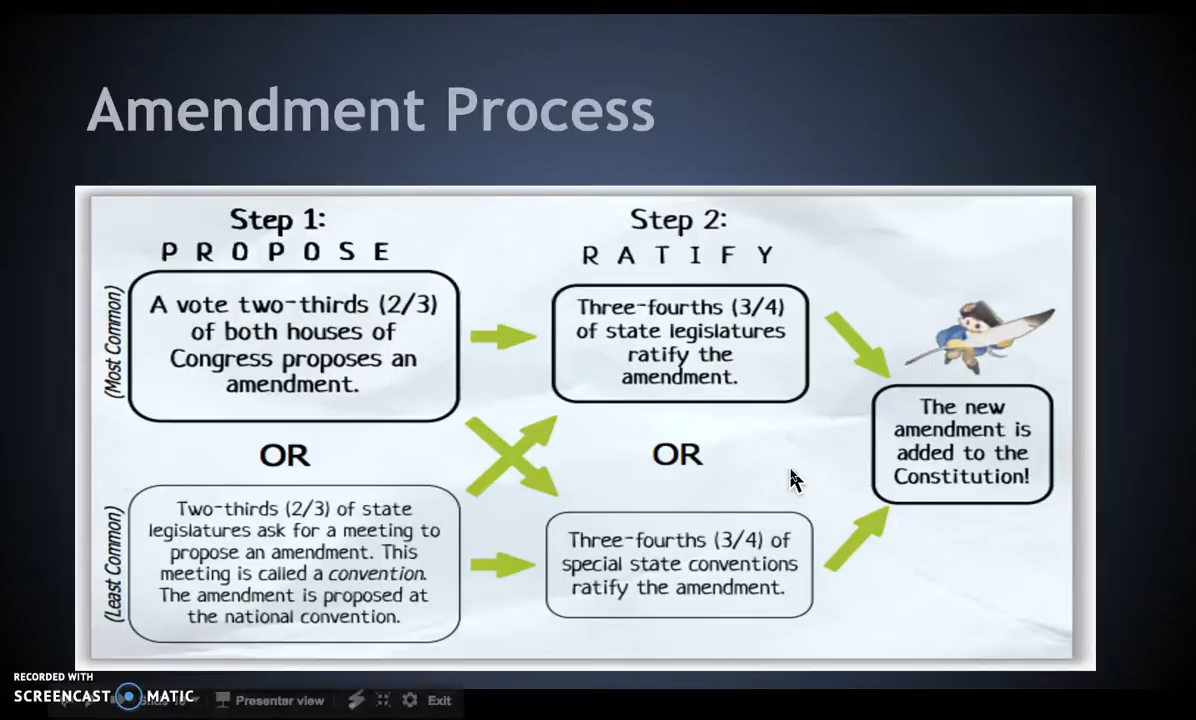 Amendment Process
Step 1:
PROPOSE
(Most Common)
A vote two-thirds (2/3)
of both houses of
Congress proposes an
amendment.
OR
(Least Common)
Two-thirds (2/3) of state
legislatures ask for a meeting to
propose an amendment. This
meeting is called a convention.
The amendment is proposed at
the national convention.
Step 2:
RATIFY
Three-fourths (3/4)
of state legislatures
ratify the
amendment.
OR
Three-fourths (3/4) of
special state conventions
ratify the amendment.
The new
amendment is
added to the
Constitution!
RECORDED WITH
SCREENCAST MATIC
Presenter view
Exit